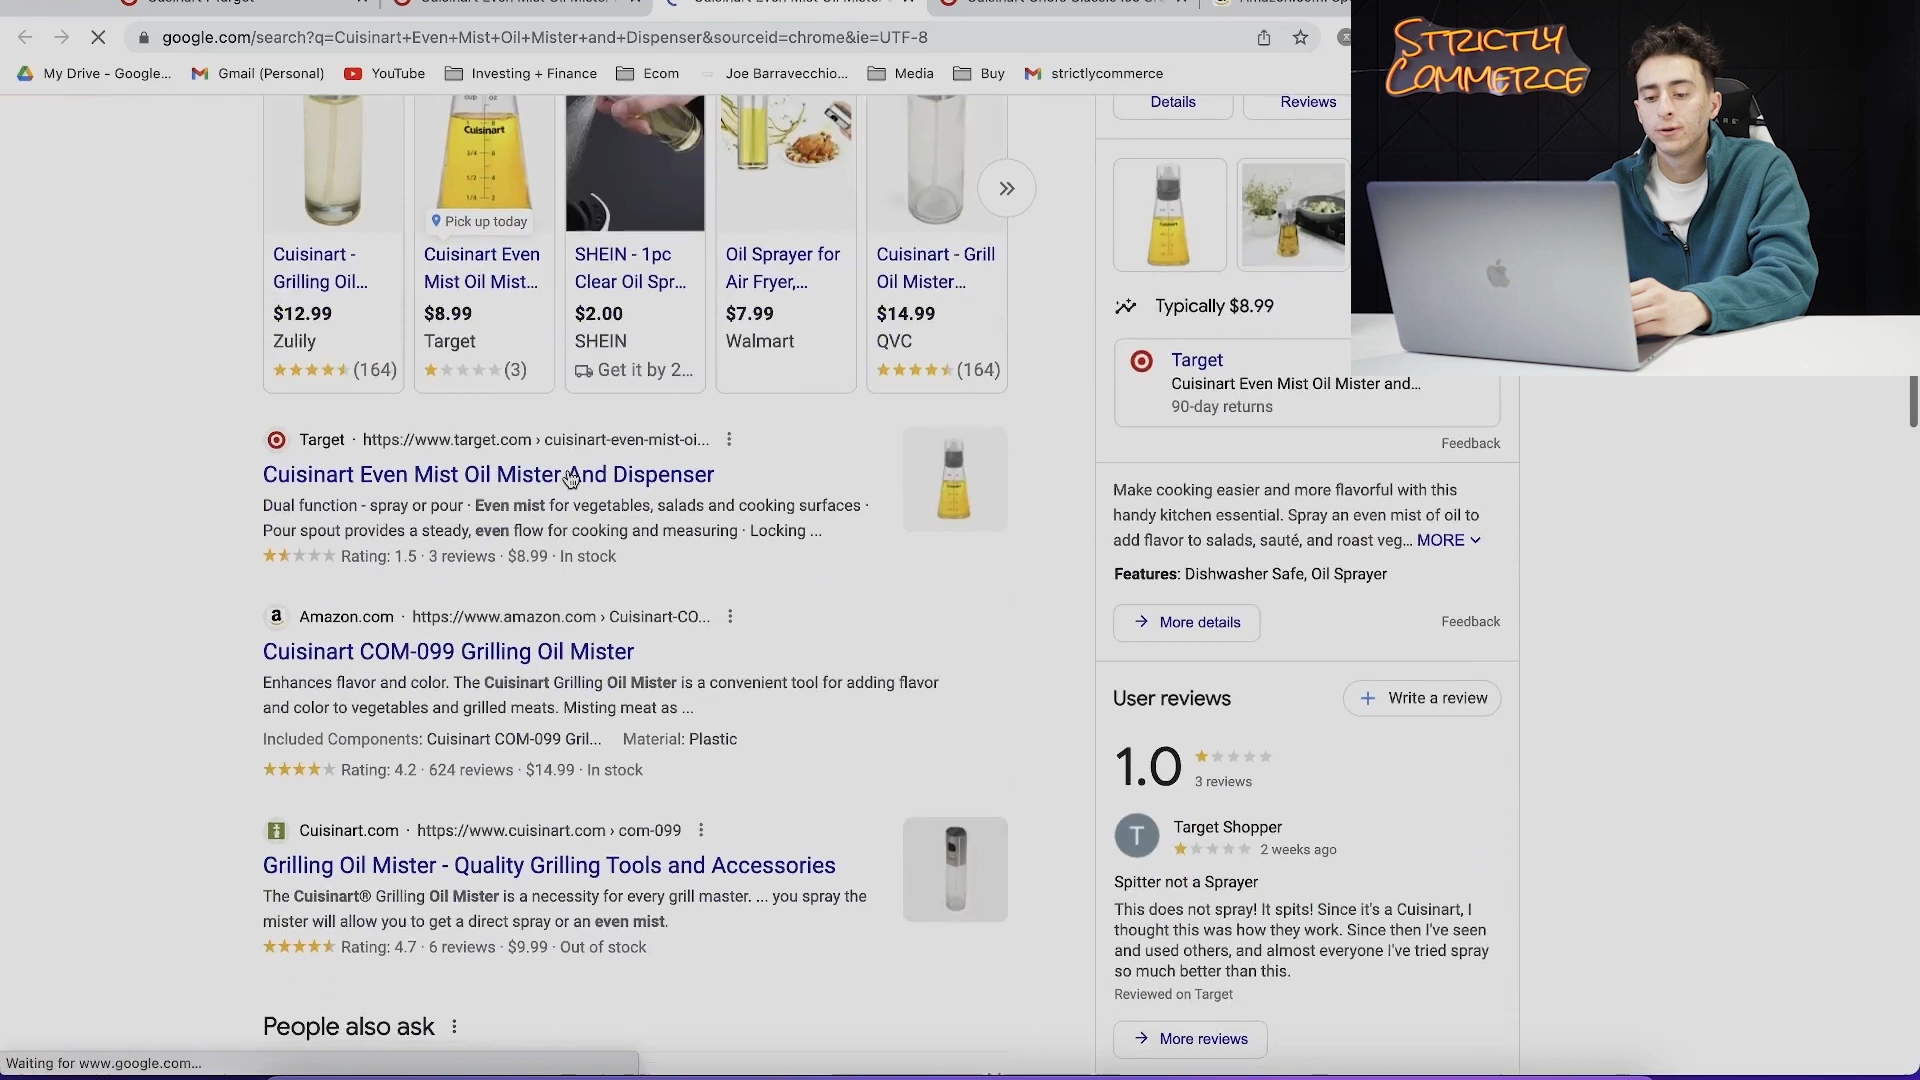 google.com/search?q=Cuisinart+Even+Mist+Oil+Mister+and+Dispenser&sourceid=chrome&ie=UTF-8
My Drive - Google... Gmail (Personal) YouTube Investing + Finance Ecom Joe Barravecchio... Media Buy strictlycommerce
STRICTLY
COMMERCE
Details Reviews
Cuisinart
Pick up today
Cuisinart -
Grilling Oil...
$12.99
Zulily
(164)
Cuisinart Even
Mist Oil Mist...
$8.99
Target
(3)
SHEIN - 1pc
Clear Oil Spr...
$2.00
SHEIN
Get it by 2...
Oil Sprayer for
Air Fryer,...
$7.99
Walmart
Cuisinart - Grill
Oil Mister...
$14.99
QVC
(164)
Target · https://www.target.com › cuisinart-even-mist-oi...
Cuisinart Even Mist Oil Mister And Dispenser
Dual function - spray or pour · Even mist for vegetables, salads and cooking surfaces ·
Pour spout provides a steady, even flow for cooking and measuring · Locking ...
Rating: 1.5 · 3 reviews · $8.99 · In stock
Amazon.com · https://www.amazon.com › Cuisinart-CO...
Cuisinart COM-099 Grilling Oil Mister
Enhances flavor and color. The Cuisinart Grilling Oil Mister is a convenient tool for adding flavor
and color to vegetables and grilled meats. Misting meat as ...
Included Components: Cuisinart COM-099 Gril... Material: Plastic
Rating: 4.2 · 624 reviews · $14.99 · In stock
Cuisinart.com · https://www.cuisinart.com › com-099
Grilling Oil Mister - Quality Grilling Tools and Accessories
The Cuisinart® Grilling Oil Mister is a necessity for every grill master. ... you spray the
mister will allow you to get a direct spray or an even mist.
Rating: 4.7 · 6 reviews · $9.99 · Out of stock
People also ask
Waiting for www.google.com...
Typically $8.99
Target
Cuisinart Even Mist Oil Mister and...
90-day returns
Feedback
Make cooking easier and more flavorful with this
handy kitchen essential. Spray an even mist of oil to
add flavor to salads, sauté, and roast veg... MORE
Features: Dishwasher Safe, Oil Sprayer
More details
Feedback
User reviews
Write a review
1.0
3 reviews
T
Target Shopper
2 weeks ago
Spitter not a Sprayer
This does not spray! It spits! Since it's a Cuisinart, I
thought this was how they work. Since then I've seen
and used others, and almost everyone I've tried spray
so much better than this.
Reviewed on Target
More reviews